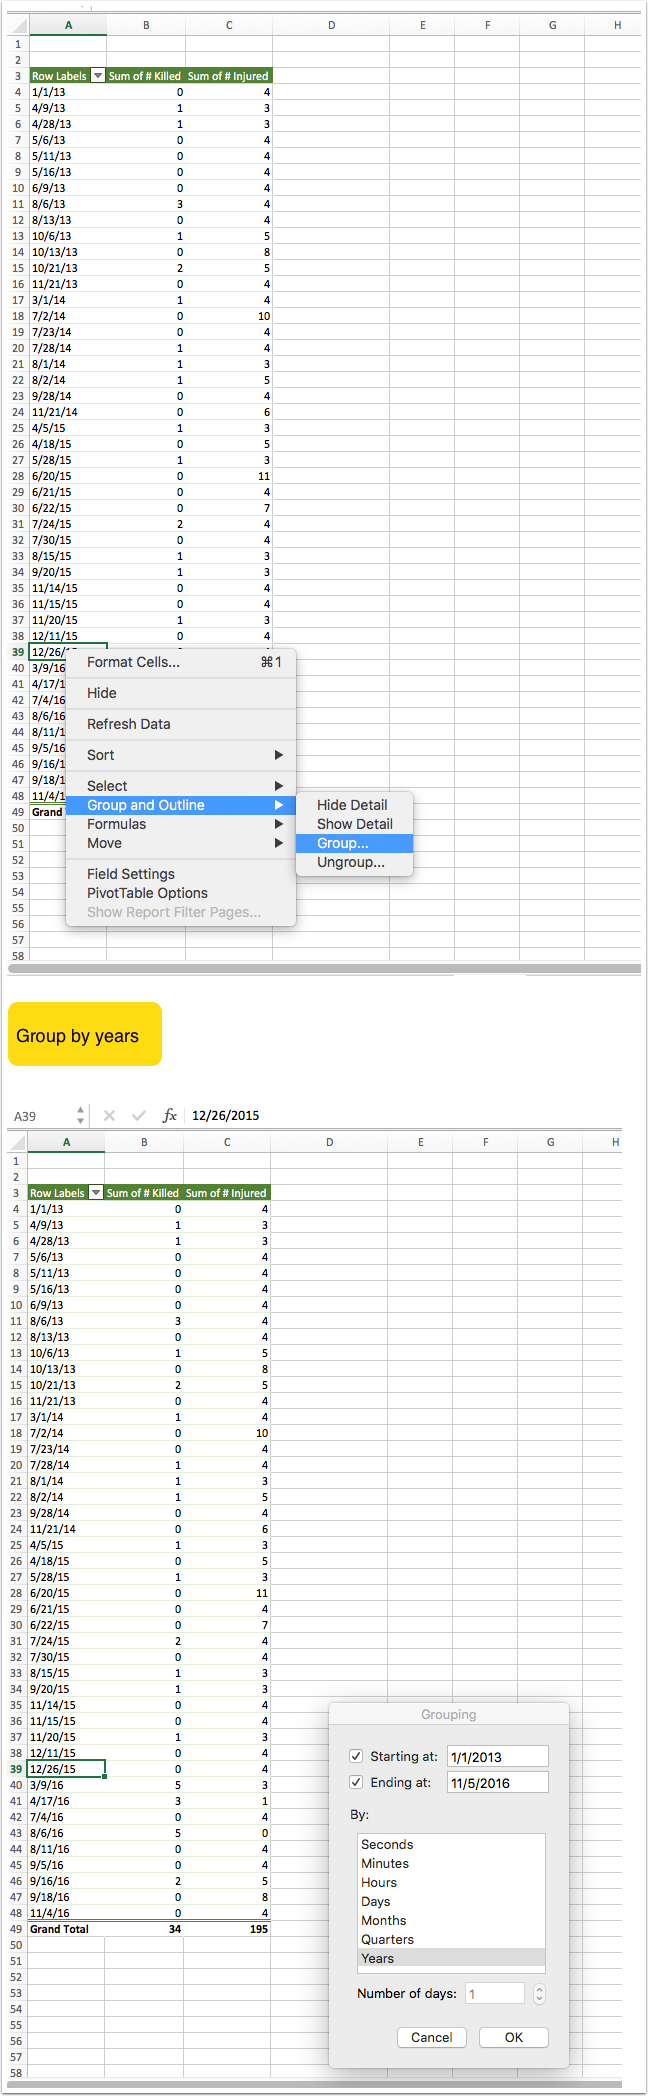 A B C D E F G H
1
2
3 Row Labels Sum of # Killed Sum of # Injured
4 1/1/13 0 4
5 4/9/13 1 3
6 4/28/13 1 3
7 5/6/13 0 4
8 5/11/13 0 4
9 5/16/13 0 4
10 6/9/13 0 4
11 8/6/13 3 4
12 8/13/13 0 4
13 10/6/13 1 5
14 10/13/13 0 8
15 10/21/13 2 5
16 11/21/13 0 4
17 3/1/14 1 4
18 7/2/14 0 10
19 7/23/14 0 4
20 7/28/14 1 4
21 8/1/14 1 3
22 8/2/14 1 5
23 9/28/14 0 4
24 11/21/14 0 6
25 4/5/15 1 3
26 4/18/15 0 5
27 5/28/15 1 3
28 6/20/15 0 11
29 6/21/15 0 4
30 6/22/15 0 7
31 7/24/15 2 4
32 7/30/15 0 4
33 8/15/15 1 3
34 9/20/15 1 3
35 11/14/15 0 4
36 11/15/15 0 4
37 11/20/15 1 3
38 12/11/15 0 4
39 12/26/
40 3/9/16
41 4/17/1
42 7/4/16
43 8/6/16
44 8/11/1
45 9/5/16
46 9/16/1
47 9/18/1
48 11/4/1
49 Grand
50
51
52
53
54
55
56
57
58
Format Cells... ⌘1
Hide
Refresh Data
Sort
Select
Group and Outline
Formulas
Move
Field Settings
PivotTable Options
Show Report Filter Pages...
Hide Detail
Show Detail
Group...
Ungroup...
Group by years
A39 fx 12/26/2015
A B C D E F G H
1
2
3 Row Labels Sum of # Killed Sum of # Injured
4 1/1/13 0 4
5 4/9/13 1 3
6 4/28/13 1 3
7 5/6/13 0 4
8 5/11/13 0 4
9 5/16/13 0 4
10 6/9/13 0 4
11 8/6/13 3 4
12 8/13/13 0 4
13 10/6/13 1 5
14 10/13/13 0 8
15 10/21/13 2 5
16 11/21/13 0 4
17 3/1/14 1 4
18 7/2/14 0 10
19 7/23/14 0 4
20 7/28/14 1 4
21 8/1/14 1 3
22 8/2/14 1 5
23 9/28/14 0 4
24 11/21/14 0 6
25 4/5/15 1 3
26 4/18/15 0 5
27 5/28/15 1 3
28 6/20/15 0 11
29 6/21/15 0 4
30 6/22/15 0 7
31 7/24/15 2 4
32 7/30/15 0 4
33 8/15/15 1 3
34 9/20/15 1 3
35 11/14/15 0 4
36 11/15/15 0 4
37 11/20/15 1 3
38 12/11/15 0 4
39 12/26/15 0 4
40 3/9/16 5 3
41 4/17/16 3 1
42 7/4/16 0 4
43 8/6/16 5 0
44 8/11/16 0 4
45 9/5/16 0 4
46 9/16/16 2 5
47 9/18/16 0 8
48 11/4/16 0 4
49 Grand Total 34 195
50
51
52
53
54
55
56
57
58
Grouping
Starting at: 1/1/2013
Ending at: 11/5/2016
By:
Seconds
Minutes
Hours
Days
Months
Quarters
Years
Number of days: 1
Cancel OK